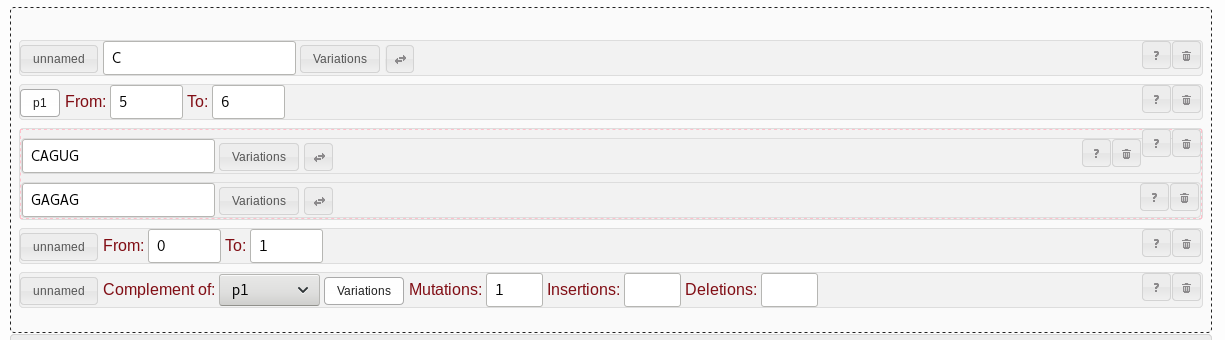 unnamed C Variations ?
p1 From: 5 To: 6 ?
CAGUG Variations ? ?
GAGAG Variations ?
unnamed From: 0 To: 1 ?
unnamed Complement of: p1 Variations Mutations: 1 Insertions: Deletions: ?